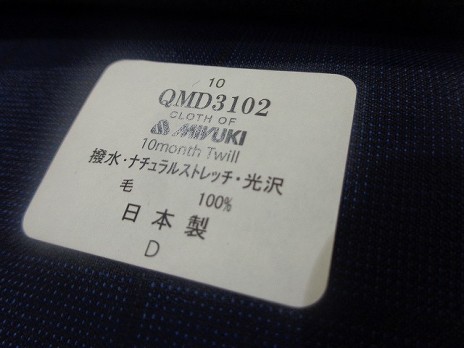 10
QMD3102
CLOTH OF
MIYUKI
10month Twill
撥水・ナチュラルストレッチ・光沢
毛 100%
日本製
D